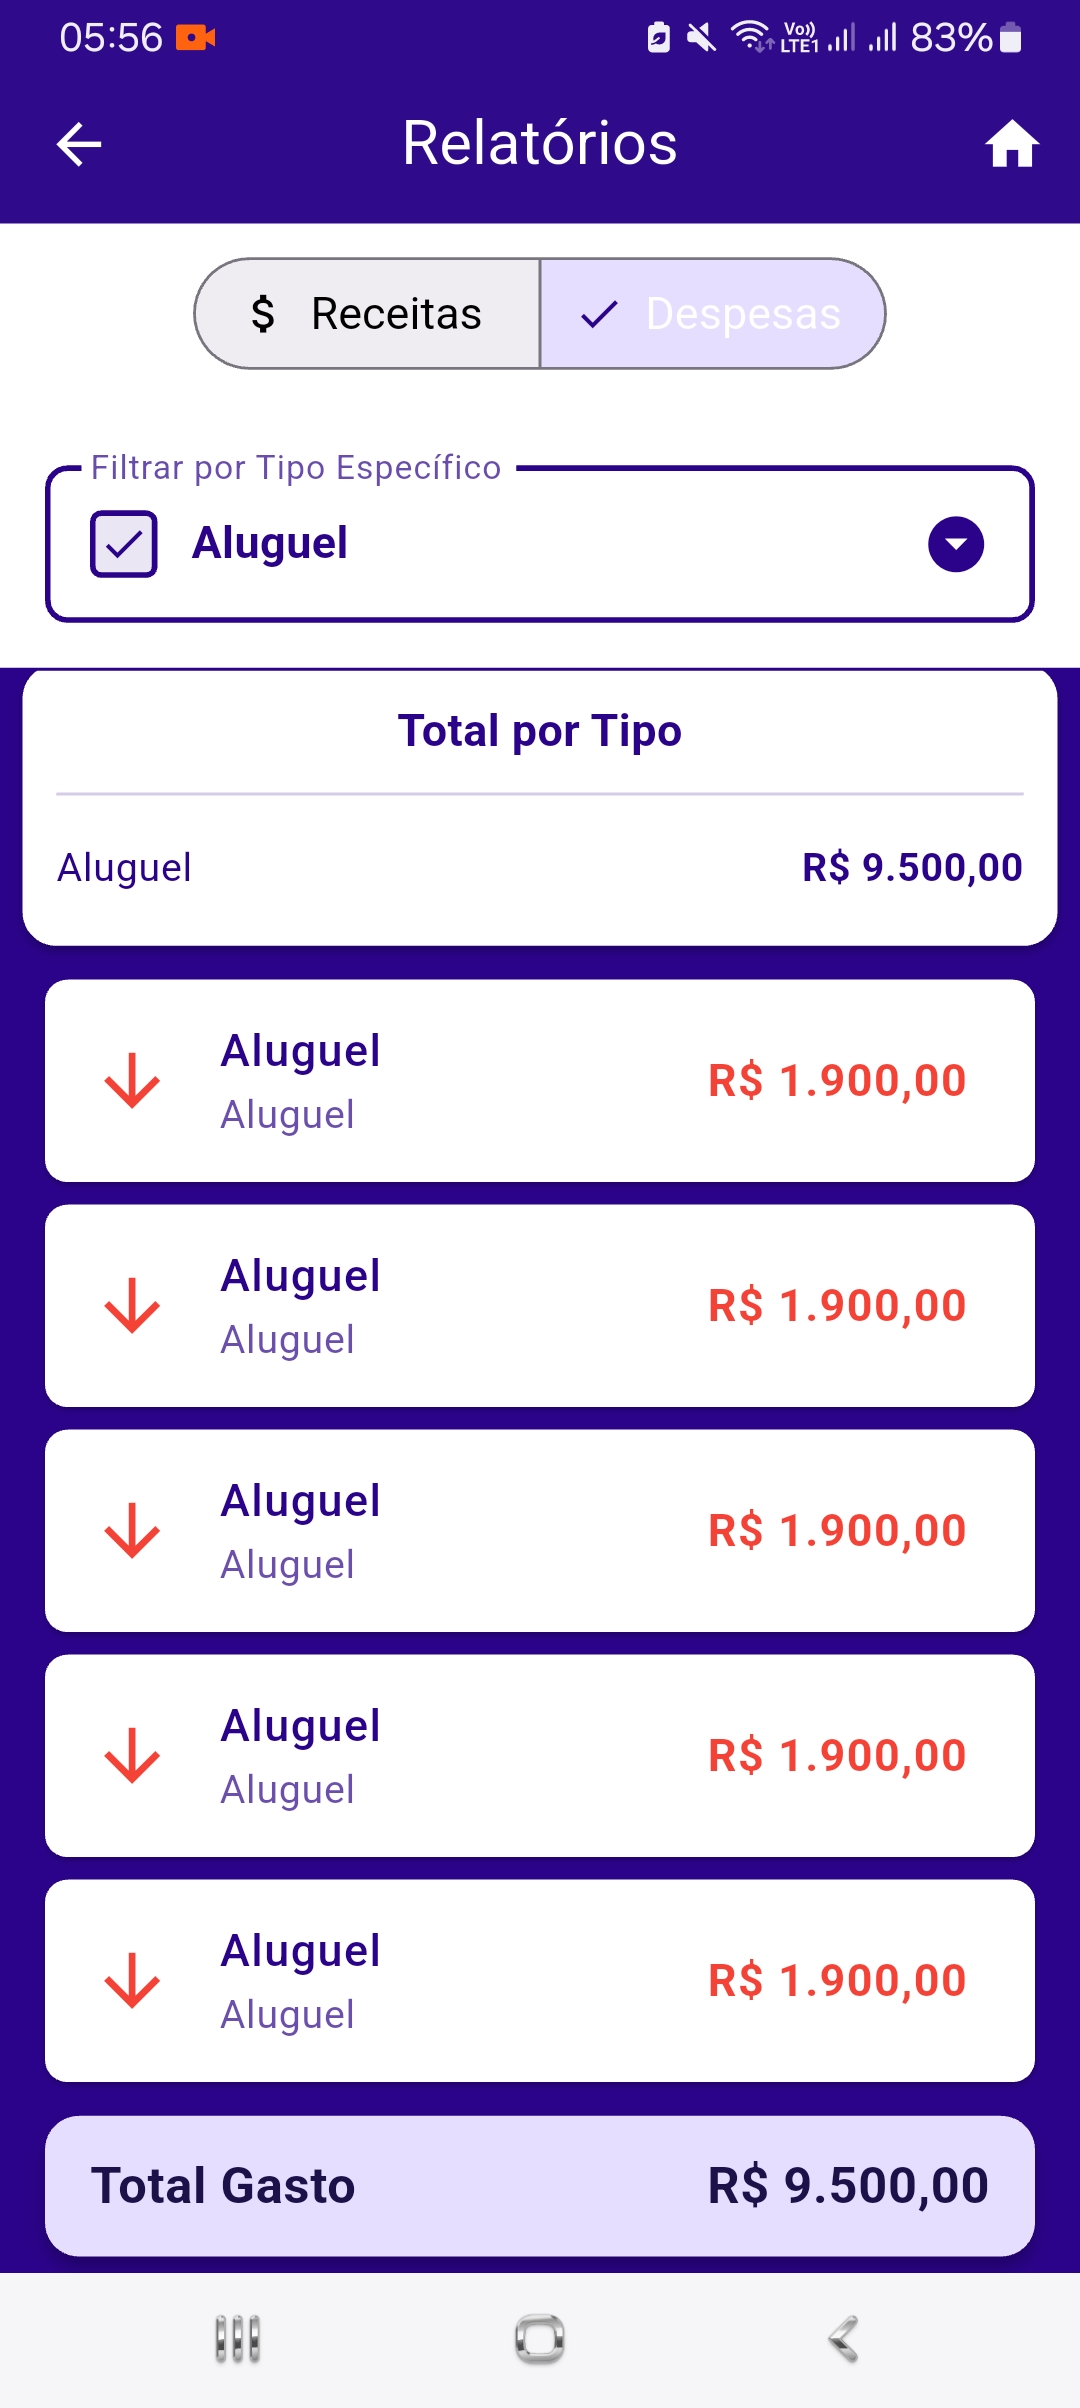 05:56
Vo)) LTE1 83%
Relatórios
$ Receitas
Despesas
Filtrar por Tipo Específico
Aluguel
Total por Tipo
Aluguel R$ 9.500,00
Aluguel
Aluguel
R$ 1.900,00
Aluguel
Aluguel
R$ 1.900,00
Aluguel
Aluguel
R$ 1.900,00
Aluguel
Aluguel
R$ 1.900,00
Aluguel
Aluguel
R$ 1.900,00
Total Gasto R$ 9.500,00